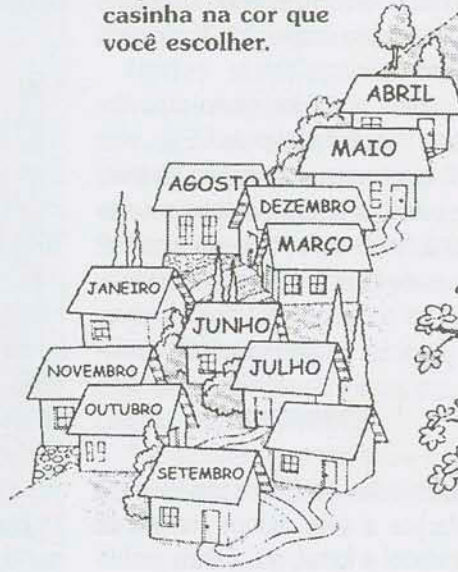 casinha na cor que
você escolher.
ABRIL
MAIO
AGOSTO
DEZEMBRO
MARÇO
JANEIRO
JUNHO
JULHO
NOVEMBRO
OUTUBRO
SETEMBRO